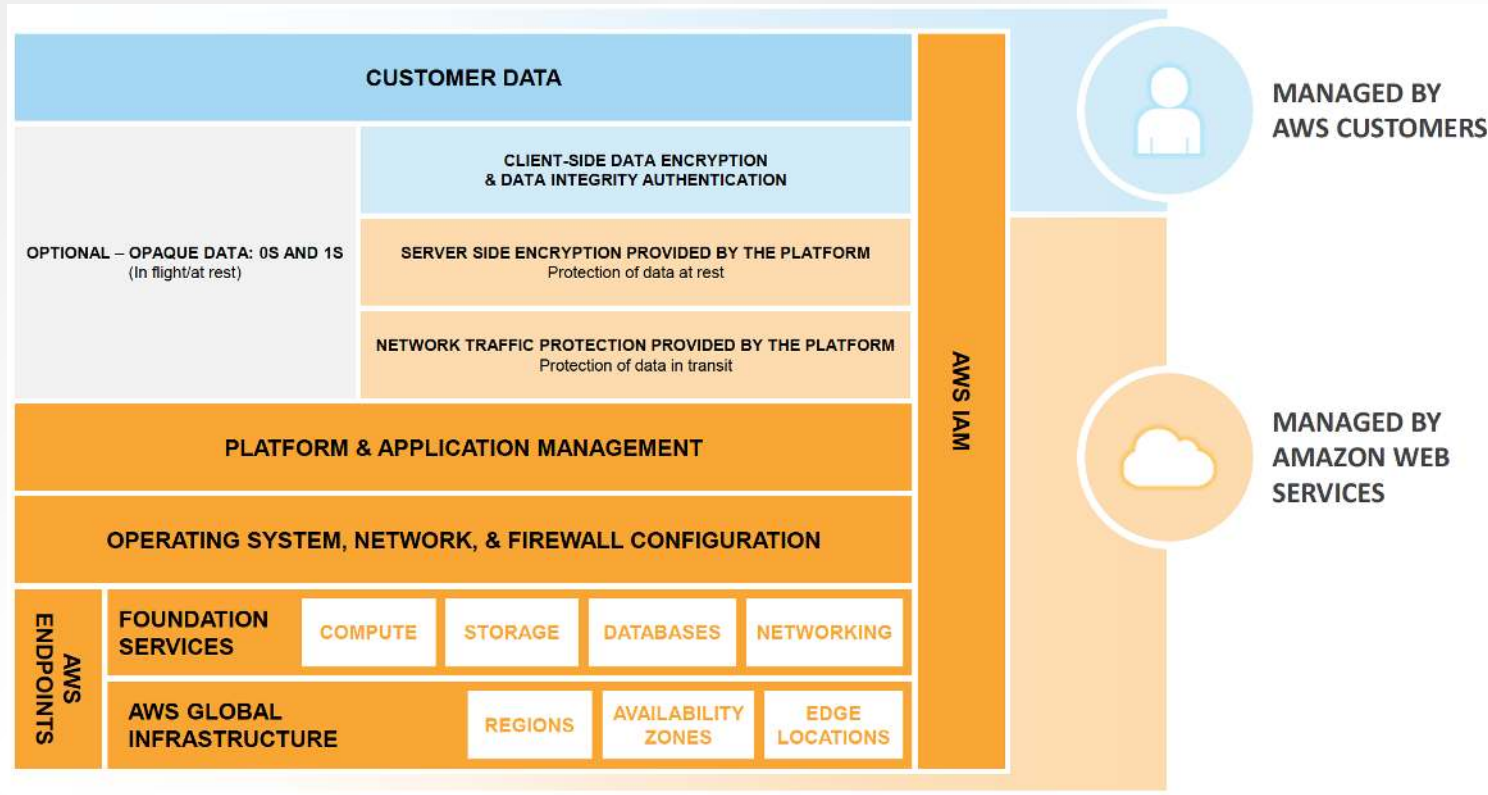 CUSTOMER DATA
MANAGED BY
AWS CUSTOMERS
CLIENT-SIDE DATA ENCRYPTION
& DATA INTEGRITY AUTHENTICATION
OPTIONAL – OPAQUE DATA: 0S AND 1S
(In flight/at rest)
SERVER SIDE ENCRYPTION PROVIDED BY THE PLATFORM
Protection of data at rest
NETWORK TRAFFIC PROTECTION PROVIDED BY THE PLATFORM
Protection of data in transit
AWS IAM
MANAGED BY
AMAZON WEB
SERVICES
PLATFORM & APPLICATION MANAGEMENT
OPERATING SYSTEM, NETWORK, & FIREWALL CONFIGURATION
AWS
ENDPOINTS
FOUNDATION
SERVICES
COMPUTE
STORAGE
DATABASES
NETWORKING
AWS GLOBAL
INFRASTRUCTURE
REGIONS
AVAILABILITY
ZONES
EDGE
LOCATIONS